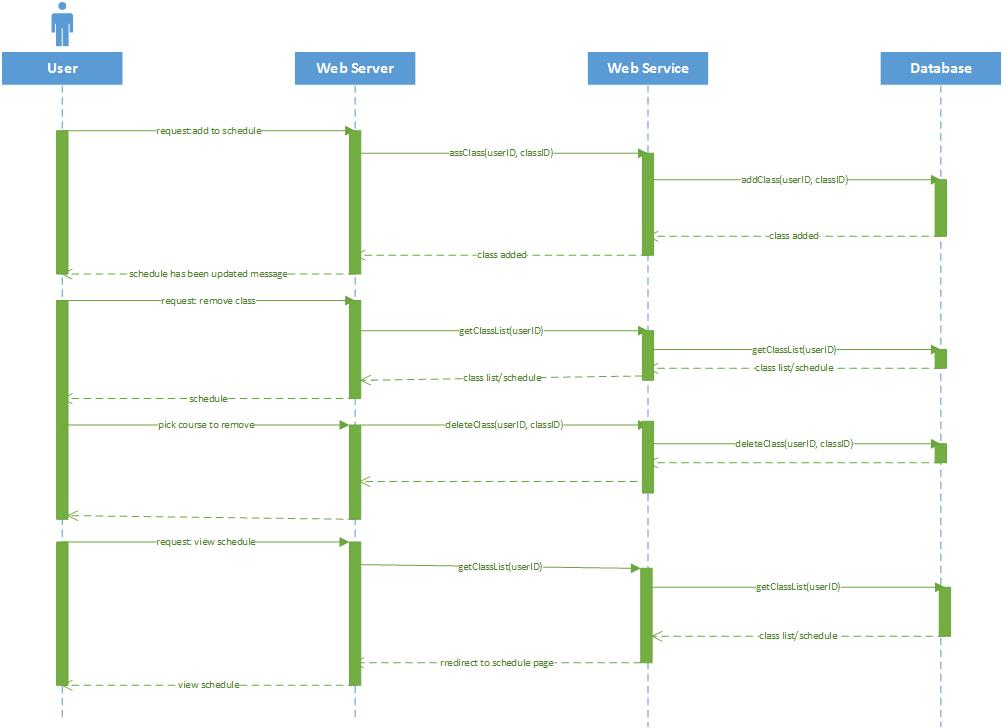 User
Web Server
Web Service
Database
request:add to schedule
assClass(userID, classID)
addClass(userID, classID)
class added
class added
schedule has been updated message
request: remove class
getClassList(userID)
getClassList(userID)
class list/schedule
class list/schedule
schedule
pick course to remove
deleteClass(userID, classID)
deleteClass(userID, classID)
request: view schedule
getClassList(userID)
getClassList(userID)
class list/schedule
rredirect to schedule page
view schedule